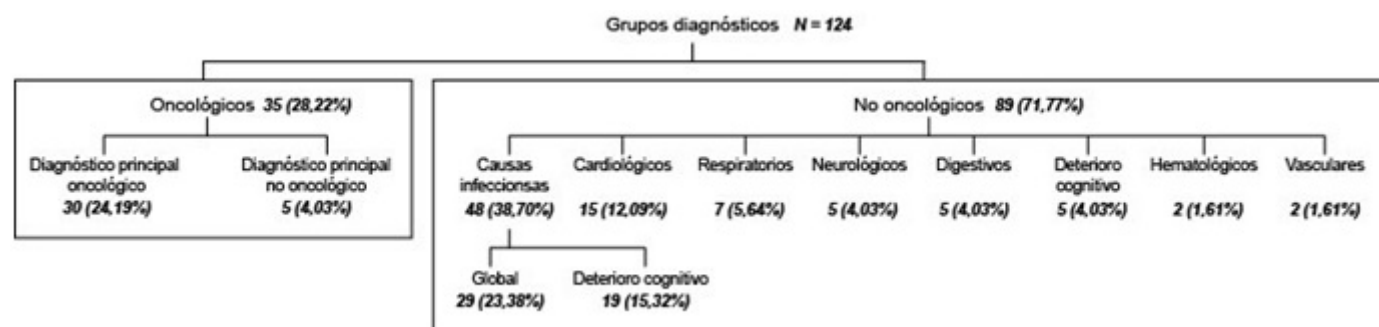 Grupos diagnósticos N = 124
Oncológicos 35 (28,22%)
No oncológicos 89 (71,77%)
Diagnóstico principal
oncológico
30 (24,19%)
Diagnóstico principal
no oncológico
5 (4,03%)
Causas
infeccionsas
48 (38,70%)
Cardiológicos
15 (12,09%)
Respiratorios
7 (5,64%)
Neurológicos
5 (4,03%)
Digestivos
5 (4,03%)
Deterioro
cognitivo
5 (4,03%)
Hematológicos
2 (1,61%)
Vasculares
2 (1,61%)
Global
29 (23,38%)
Deterioro cognitivo
19 (15,32%)